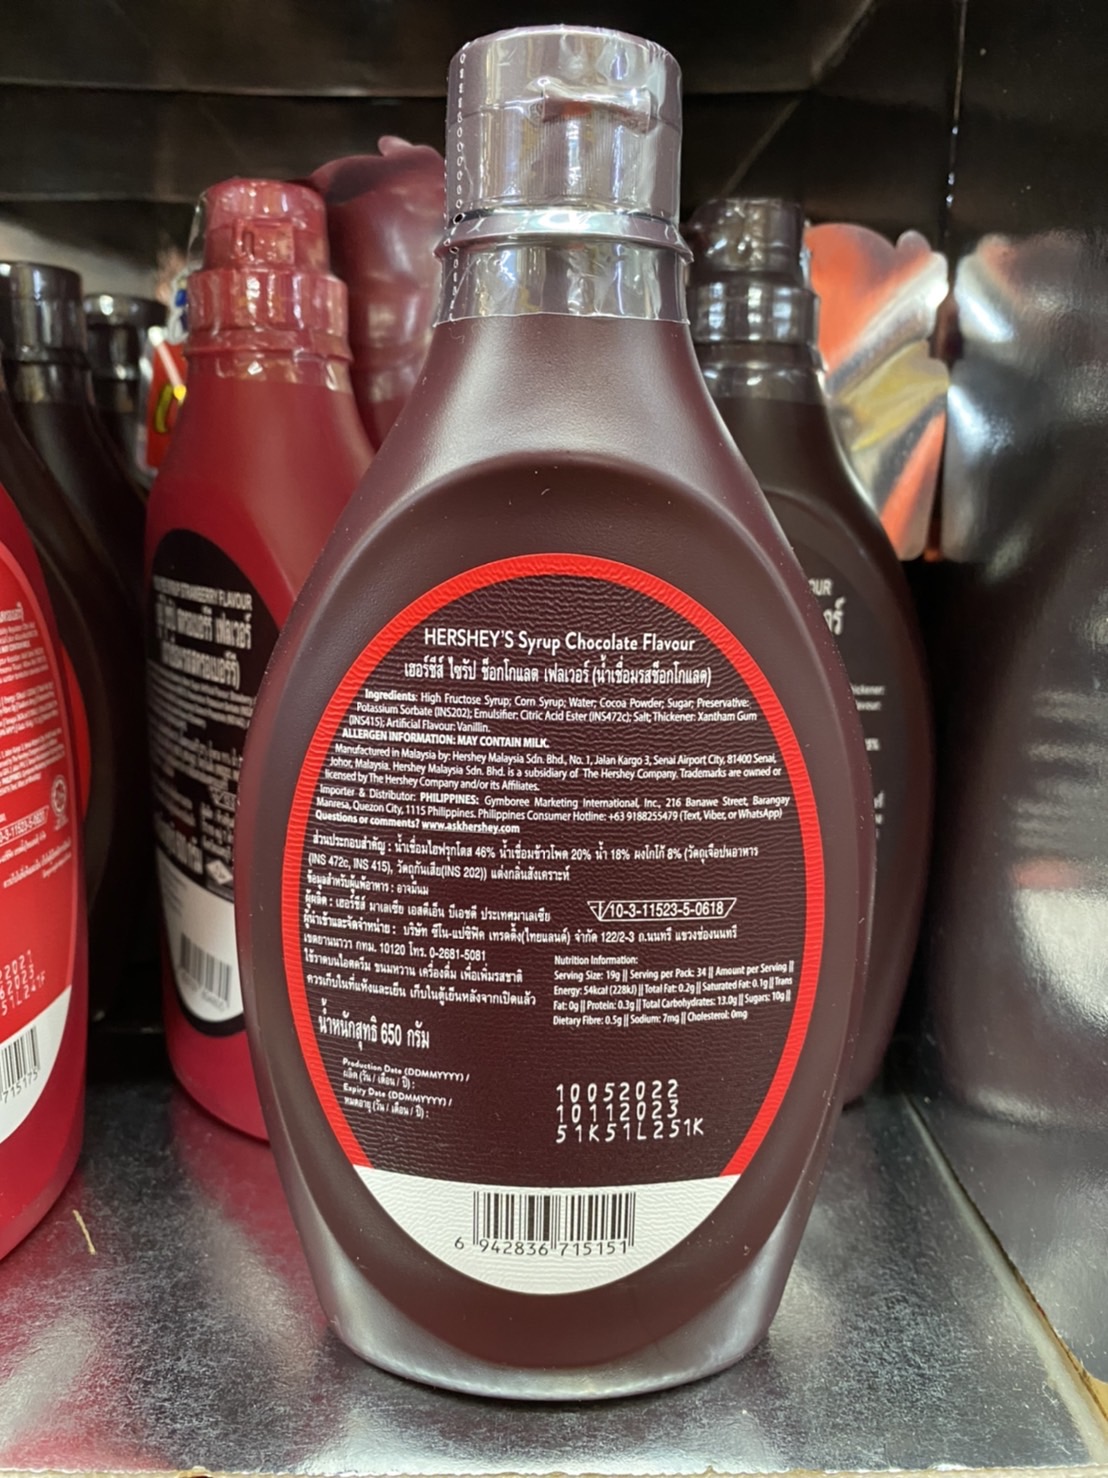 HERSHEY'S Syrup Chocolate Flavour
เฮอร์ชีส์ ไซรัป ช็อกโกแลต เฟลเวอร์ (น้ำเชื่อมรสช็อกโกแลต)
Ingredients: High Fructose Syrup; Corn Syrup; Water; Cocoa Powder; Sugar; Preservative:
Potassium Sorbate (INS202); Emulsifier: Citric Acid Ester (INS472c); Salt; Thickener: Xantham Gum
(INS415); Artificial Flavour: Vanillin.
ALLERGEN INFORMATION: MAY CONTAIN MILK.
Manufactured in Malaysia by: Hershey Malaysia Sdn. Bhd., No. 1, Jalan Kargo 3, Senai Airport City, 81400 Senai,
Johor, Malaysia. Hershey Malaysia Sdn. Bhd. is a subsidiary of The Hershey Company. Trademarks are owned or
licensed by The Hershey Company and/or its Affiliates.
Importer & Distributor: PHILIPPINES: Gymboree Marketing International, Inc., 216 Banawe Street, Barangay
Manresa, Quezon City, 1115 Philippines. Philippines Consumer Hotline: +63 9188255479 (Text, Viber, or WhatsApp)
Questions or comments? www.askhershey.com
ส่วนประกอบสำคัญ : น้ำเชื่อมไฮฟรุกโตส 46% น้ำเชื่อมข้าวโพด 20% น้ำ 18% ผงโกโก้ 8% (วัตถุเจือปนอาหาร
(INS 472c, INS 415), วัตถุกันเสีย(INS 202)) แต่งกลิ่นสังเคราะห์
ข้อมูลสำหรับผู้แพ้อาหาร : อาจมีนม
ผู้ผลิต : เฮอร์ชีส์ มาเลเซีย เอสดีเอ็น บีเอชดี ประเทศมาเลเซีย
10-3-11523-5-0618
ผู้นำเข้าและจัดจำหน่าย : บริษัท ซีโน-แปซิฟิค เทรดดิ้ง(ไทยแลนด์) จำกัด 122/2-3 ถ.นนทรี แขวงช่องนนทรี
เขตยานนาวา กทม. 10120 โทร. 0-2681-5081
ใช้ราดบนไอศครีม ขนมหวาน เครื่องดื่ม เพื่อเพิ่มรสชาติ
ควรเก็บในที่แห้งและเย็น เก็บในตู้เย็นหลังจากเปิดแล้ว
Nutrition Information:
Serving Size: 19g || Serving per Pack: 34 || Amount per Serving ||
Energy: 54kcal (228kJ) || Total Fat: 0.2g || Saturated Fat: 0.1g || Trans
Fat: 0g || Protein: 0.3g || Total Carbohydrates: 13.0g || Sugars: 10g ||
Dietary Fibre: 0.5g || Sodium: 7mg || Cholesterol: 0mg
น้ำหนักสุทธิ 650 กรัม
Production Date (DDMMYYYY) /
ผลิต (วัน / เดือน / ปี) :
Expiry Date (DDMMYYYY) /
หมดอายุ (วัน / เดือน / ปี) :
10052022
10112023
51K51L251K
6 942836 715151
STRAWBERRY FLAVOUR